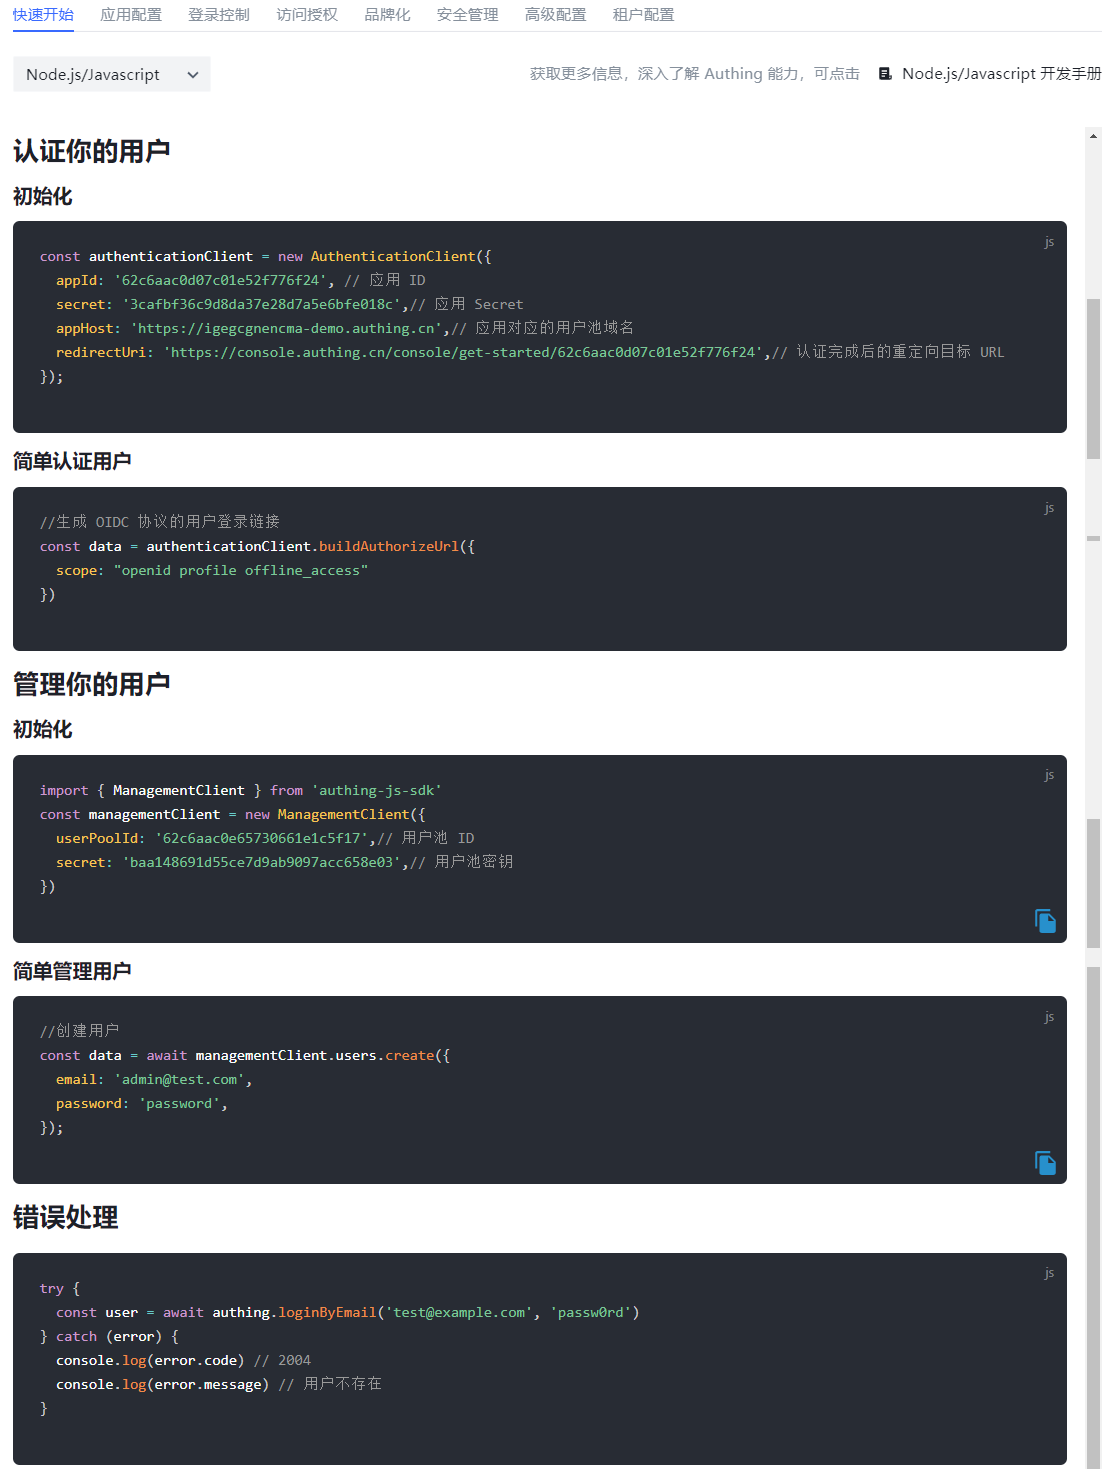 快速开始 应用配置 登录控制 访问授权 品牌化 安全管理 高级配置 租户配置
Node.js/Javascript 获取更多信息，深入了解 Authing 能力，可点击 Node.js/Javascript 开发手册
认证你的用户
初始化
js
const authenticationClient = new AuthenticationClient({
  appId: '62c6aac0d07c01e52f776f24', // 应用 ID
  secret: '3cafbf36c9d8da37e28d7a5e6bfe018c',// 应用 Secret
  appHost: 'https://igegcgnencma-demo.authing.cn',// 应用对应的用户池域名
  redirectUri: 'https://console.authing.cn/console/get-started/62c6aac0d07c01e52f776f24',// 认证完成后的重定向目标 URL
});
简单认证用户
js
//生成 OIDC 协议的用户登录链接
const data = authenticationClient.buildAuthorizeUrl({
  scope: "openid profile offline_access"
})
管理你的用户
初始化
js
import { ManagementClient } from 'authing-js-sdk'
const managementClient = new ManagementClient({
  userPoolId: '62c6aac0e65730661e1c5f17',// 用户池 ID
  secret: 'baa148691d55ce7d9ab9097acc658e03',// 用户池密钥
})
简单管理用户
js
//创建用户
const data = await managementClient.users.create({
  email: 'admin@test.com',
  password: 'password',
});
错误处理
js
try {
  const user = await authing.loginByEmail('test@example.com', 'passw0rd')
} catch (error) {
  console.log(error.code) // 2004
  console.log(error.message) // 用户不存在
}